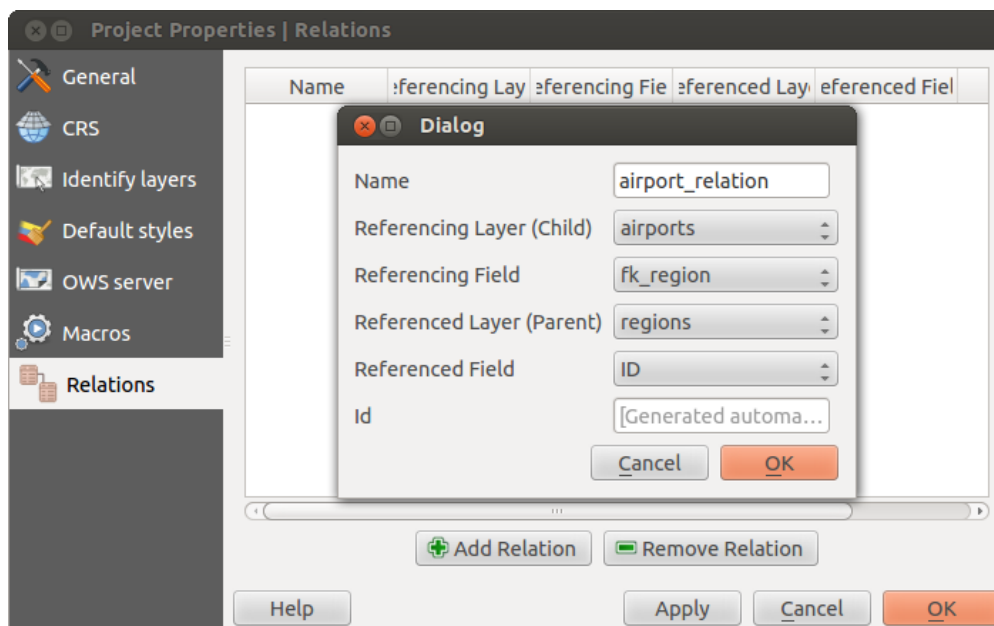 Project Properties | Relations
General
CRS
Identify layers
Default styles
OWS server
Macros
Relations
Name eferencing Lay eferencing Fie eferenced Lay eferenced Fiel
Dialog
Name airport_relation
Referencing Layer (Child) airports
Referencing Field fk_region
Referenced Layer (Parent) regions
Referenced Field ID
Id [Generated automa...
Cancel OK
Add Relation Remove Relation
Help Apply Cancel OK